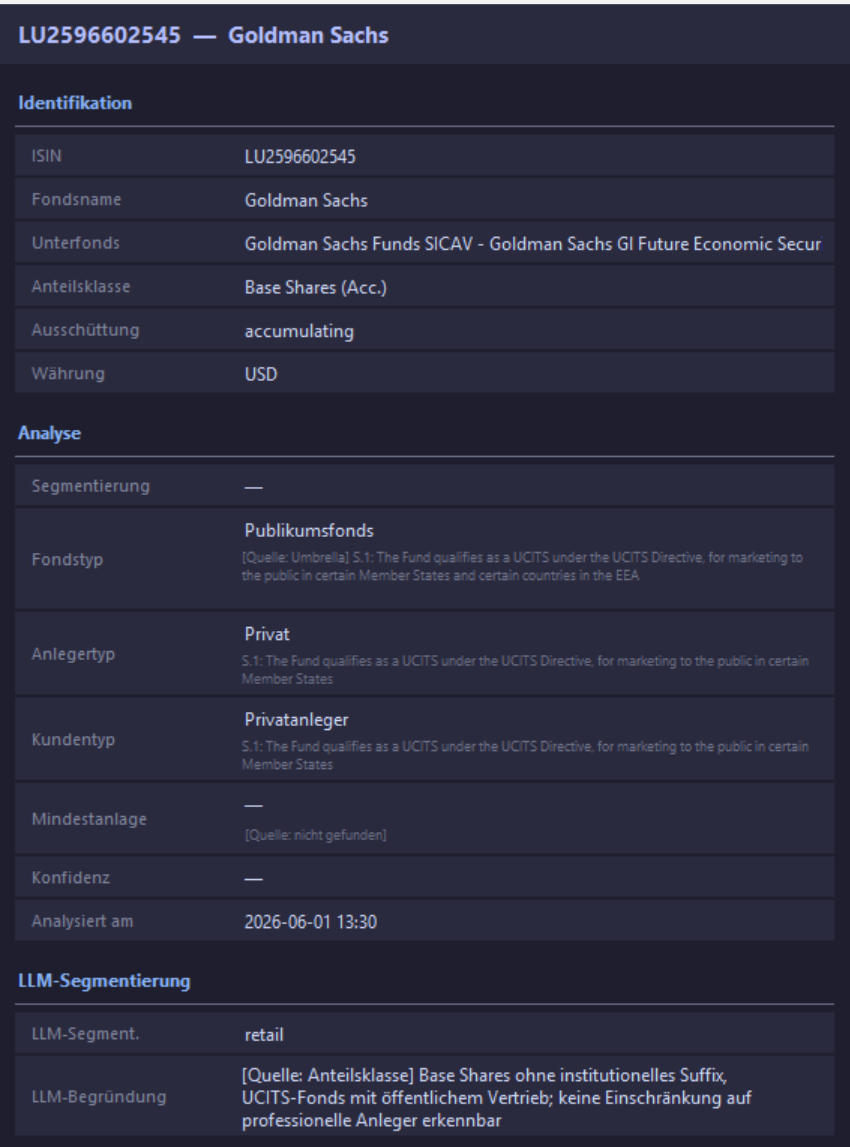 LU2596602545 — Goldman Sachs
Identifikation
ISIN LU2596602545
Fondsname Goldman Sachs
Unterfonds Goldman Sachs Funds SICAV - Goldman Sachs Gl Future Economic Securi
Anteilsklasse Base Shares (Acc.)
Ausschüttung accumulating
Währung USD
Analyse
Segmentierung —
Fondstyp Publikumsfonds
[Quelle: Umbrella] S.1: The Fund qualifies as a UCITS under the UCITS Directive, for marketing to
the public in certain Member States and certain countries in the EEA
Anlegertyp Privat
S.1: The Fund qualifies as a UCITS under the UCITS Directive, for marketing to the public in certain
Member States
Kundentyp Privatanleger
S.1: The Fund qualifies as a UCITS under the UCITS Directive, for marketing to the public in certain
Member States
Mindestanlage —
[Quelle: nicht gefunden]
Konfidenz —
Analysiert am 2026-06-01 13:30
LLM-Segmentierung
LLM-Segment. retail
LLM-Begründung [Quelle: Anteilsklasse] Base Shares ohne institutionelles Suffix,
UCITS-Fonds mit öffentlichem Vertrieb; keine Einschränkung auf
professionelle Anleger erkennbar